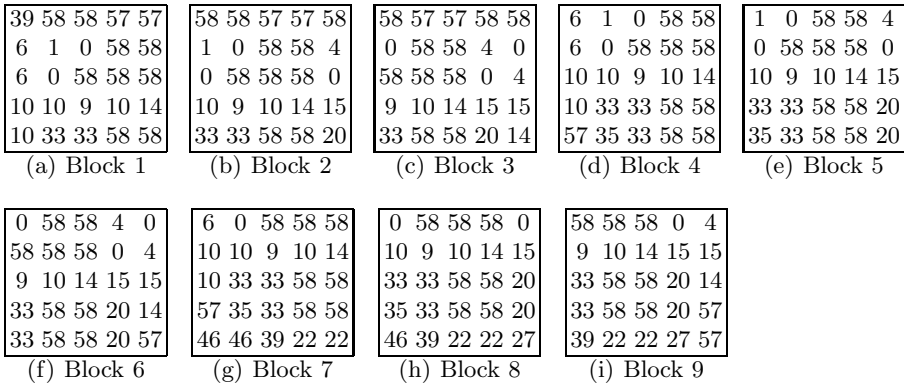 39 58 58 57 57
6 1 0 58 58
6 0 58 58 58
10 10 9 10 14
10 33 33 58 58
(a) Block 1
58 58 57 57 58
1 0 58 58 4
0 58 58 58 0
10 9 10 14 15
33 33 58 58 20
(b) Block 2
58 57 57 58 58
0 58 58 4 0
58 58 58 0 4
9 10 14 15 15
33 58 58 20 14
(c) Block 3
6 1 0 58 58
6 0 58 58 58
10 10 9 10 14
10 33 33 58 58
57 35 33 58 58
(d) Block 4
1 0 58 58 4
0 58 58 58 0
10 9 10 14 15
33 33 58 58 20
35 33 58 58 20
(e) Block 5
0 58 58 4 0
58 58 58 0 4
9 10 14 15 15
33 58 58 20 14
33 58 58 20 57
(f) Block 6
6 0 58 58 58
10 10 9 10 14
10 33 33 58 58
57 35 33 58 58
46 46 39 22 22
(g) Block 7
0 58 58 58 0
10 9 10 14 15
33 33 58 58 20
35 33 58 58 20
46 39 22 22 27
(h) Block 8
58 58 58 0 4
9 10 14 15 15
33 58 58 20 14
33 58 58 20 57
39 22 22 27 57
(i) Block 9